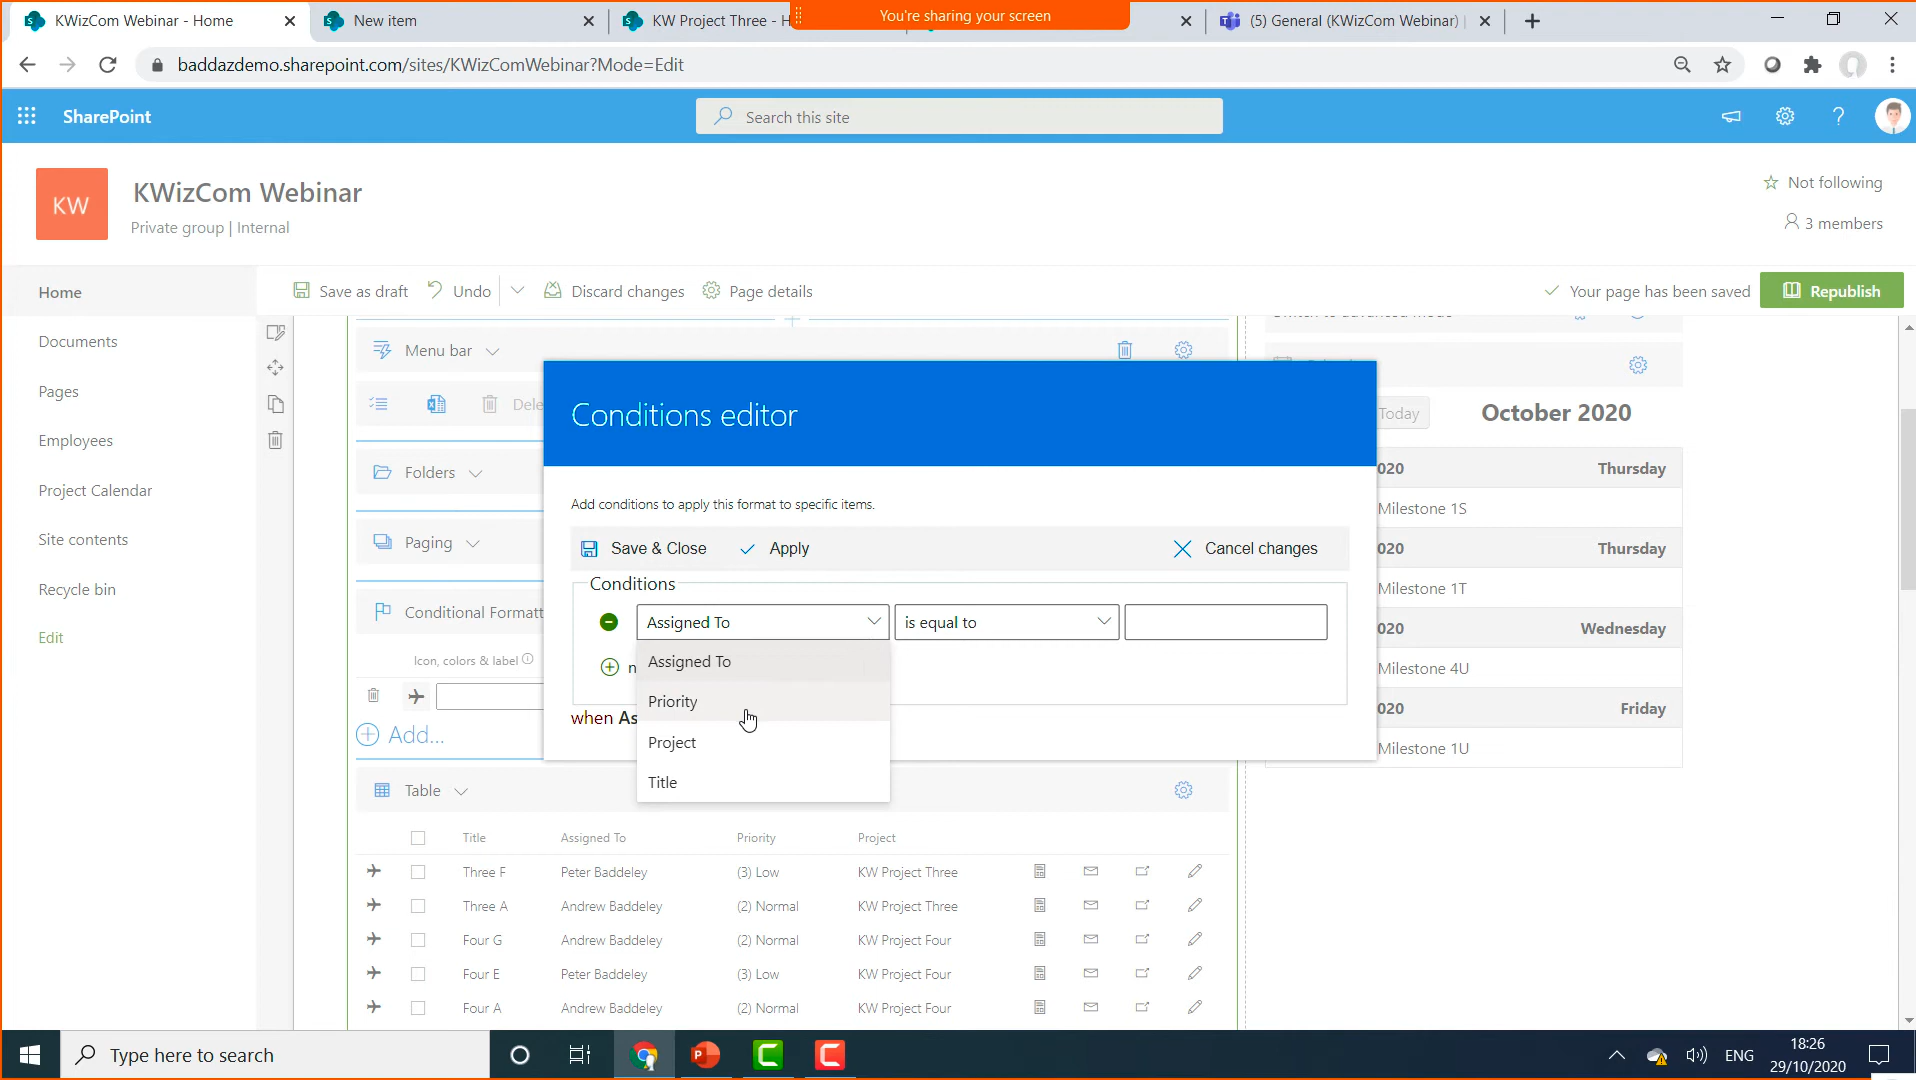 KWizCom Webinar - Home
New item
KW Project Three - H
You're sharing your screen
(5) General (KWizCom Webinar) |
baddazdemo.sharepoint.com/sites/KWizComWebinar?Mode=Edit
SharePoint
Search this site
KW
KWizCom Webinar
Private group | Internal
Not following
3 members
Home
Documents
Pages
Employees
Project Calendar
Site contents
Recycle bin
Edit
Save as draft
Undo
Discard changes
Page details
Your page has been saved
Republish
Menu bar
Dele
Folders
Paging
Conditional Formatt
Icon, colors & label
Add...
Conditions editor
Add conditions to apply this format to specific items.
Save & Close
Apply
Cancel changes
Conditions
Assigned To
is equal to
n
Assigned To
Priority
Project
Title
when As
Today
October 2020
020 Thursday
Milestone 1S
020 Thursday
Milestone 1T
020 Wednesday
Milestone 4U
020 Friday
Milestone 1U
Table
Title Assigned To Priority Project
Three F Peter Baddeley (3) Low KW Project Three
Three A Andrew Baddeley (2) Normal KW Project Three
Four G Andrew Baddeley (2) Normal KW Project Four
Four E Peter Baddeley (3) Low KW Project Four
Four A Andrew Baddeley (2) Normal KW Project Four
Type here to search
ENG
18:26
29/10/2020